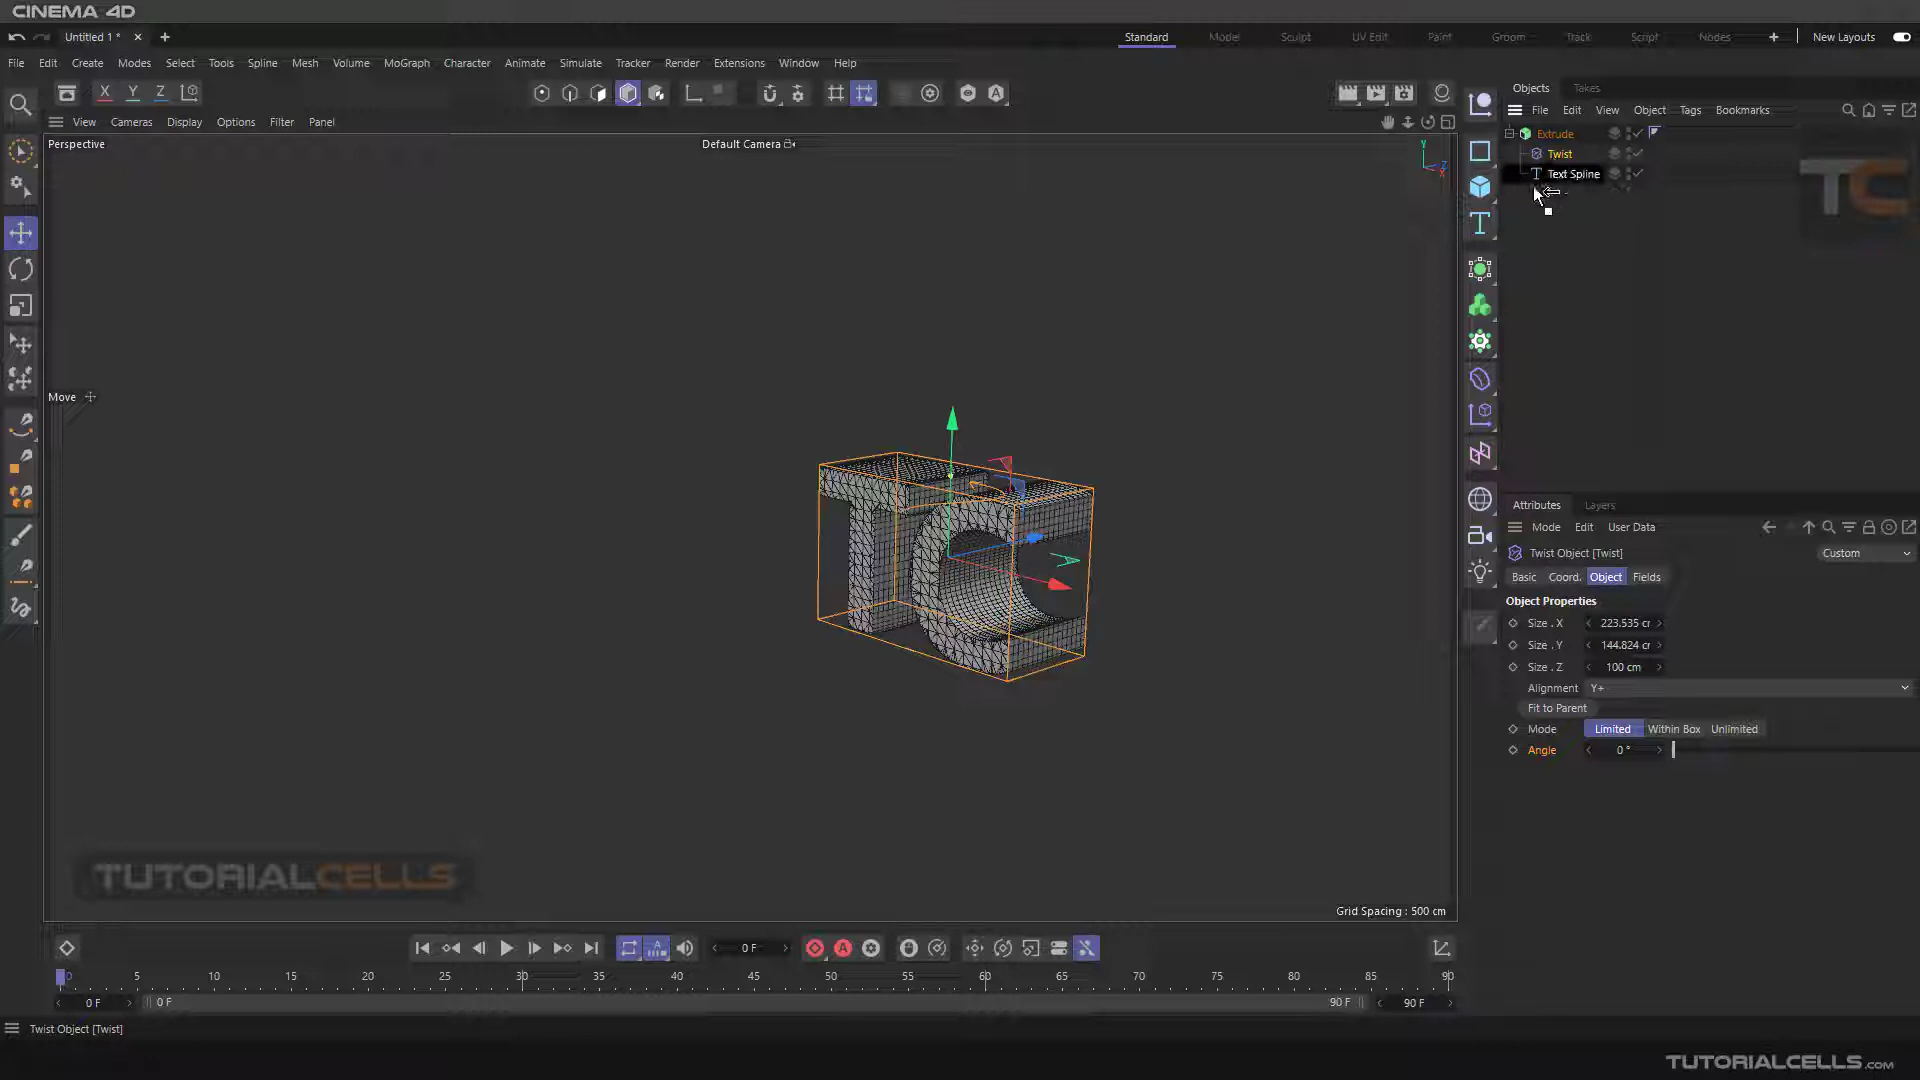 CINEMA 4D
Untitled 1 *
Standard Model Sculpt UV Edit Paint Groom Track Script Nodes New Layouts
File Edit Create Modes Select Tools Spline Mesh Volume MoGraph Character Animate Simulate Tracker Render Extensions Window Help
X Y Z
Objects Takes
File Edit View Object Tags Bookmarks
View Cameras Display Options Filter Panel
Perspective
Default Camera
Y
Z
X
Extrude
Twist
Text Spline
TC
Move
Attributes Layers
Mode Edit User Data
Twist Object [Twist]
Custom
Basic Coord. Object Fields
Object Properties
Size . X 223.535 cr
Size . Y 144.824 cr
Size . Z 100 cm
Alignment Y+
Fit to Parent
Mode Limited Within Box Unlimited
Angle 0 °
TUTORIALCELLS
Grid Spacing : 500 cm
0 F
0 5 10 15 20 25 30 35 40 45 50 55 60 65 70 75 80 85 90
0 F 0 F 90 F 90 F
Twist Object [Twist]
TUTORIALCELLS.com